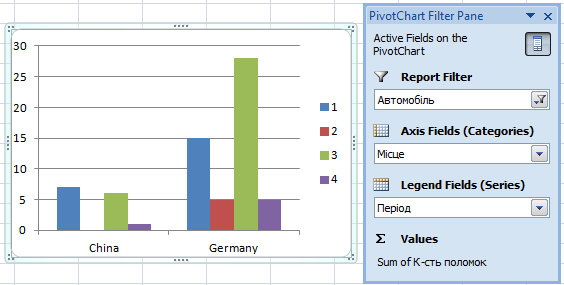 30
25
20
15
10
5
0
China
Germany
1
2
3
4
PivotChart Filter Pane
Active Fields on the
PivotChart
Report Filter
Автомобіль
Axis Fields (Categories)
Місце
Legend Fields (Series)
Період
Σ Values
Sum of К-сть поломок